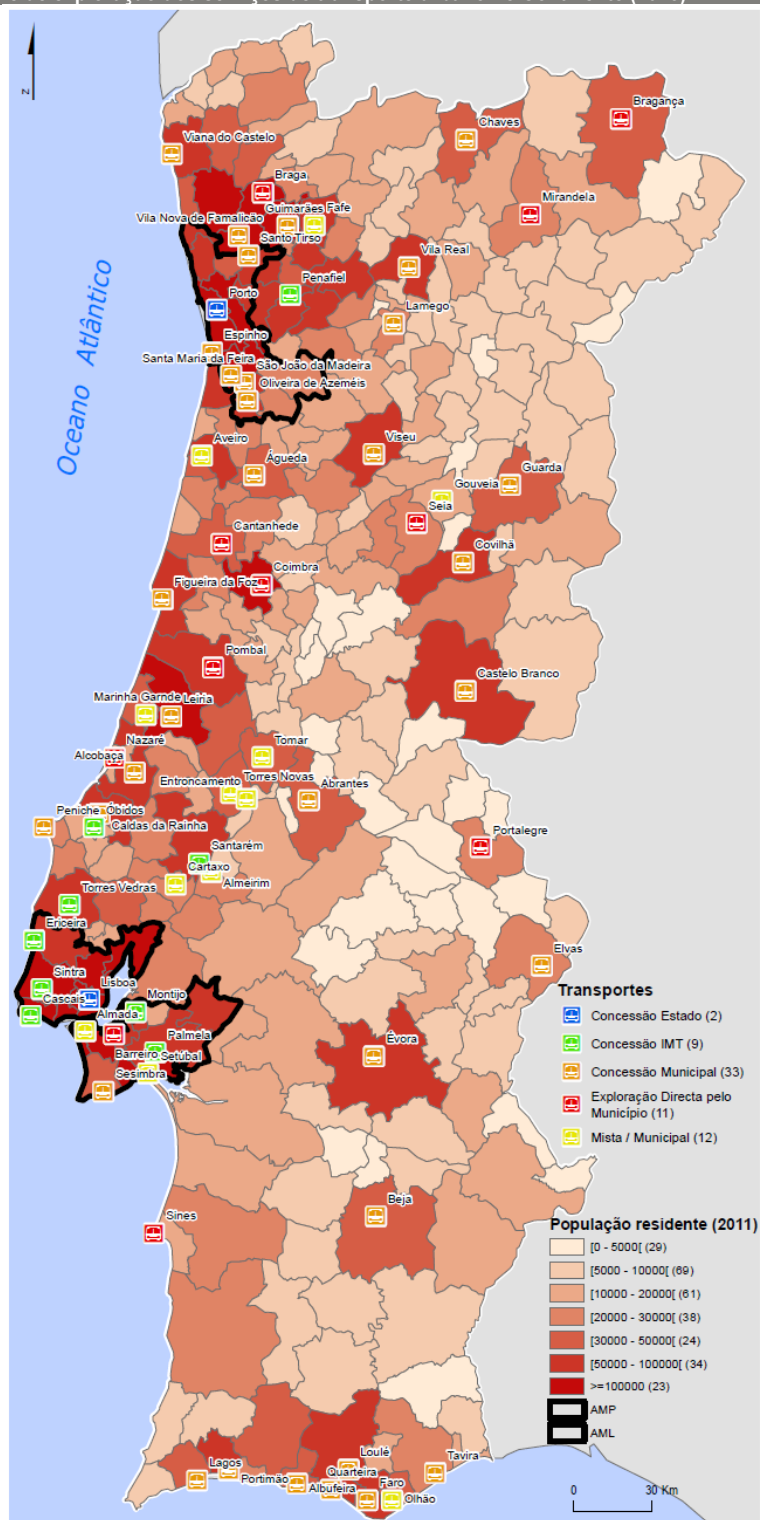 z
Bragança
Chaves
Viana do Castelo
Braga
Mirandela
Guimarães Fafe
Vila Nova de Famalicão
Santo Tirso
Vila Real
Penafiel
Porto
Lamego
Oceano Atlântico
Espinho
Santa Maria da Feira
São João da Madeira
Oliveira de Azeméis
Aveiro
Viseu
Águeda
Guarda
Gouveia
Seia
Cantanhede
Covilhã
Coimbra
Figueira da Foz
Pombal
Castelo Branco
Marinha Garnde
Leiria
Nazaré
Tomar
Alcobaça
Entroncamento
Torres Novas
Abrantes
Peniche
Óbidos
Caldas da Rainha
Santarém
Portalegre
Cartaxo
Almeirim
Torres Vedras
Ericeira
Elvas
Sintra
Lisboa
Cascais
Montijo
Almada
Palmela
Barreiro
Setúbal
Sesimbra
Évora
Transportes
Concessão Estado (2)
Concessão IMT (9)
Concessão Municipal (33)
Exploração Directa pelo
Município (11)
Mista / Municipal (12)
Beja
Sines
População residente (2011)
[0 - 5000[ (29)
[5000 - 10000[ (69)
[10000 - 20000[ (61)
[20000 - 30000[ (38)
[30000 - 50000[ (24)
[50000 - 100000[ (34)
>=100000 (23)
AMP
AML
Loulé
Lagos
Quarteira
Tavira
Portimão
Faro
Albufeira
Olhão
0 30 Km